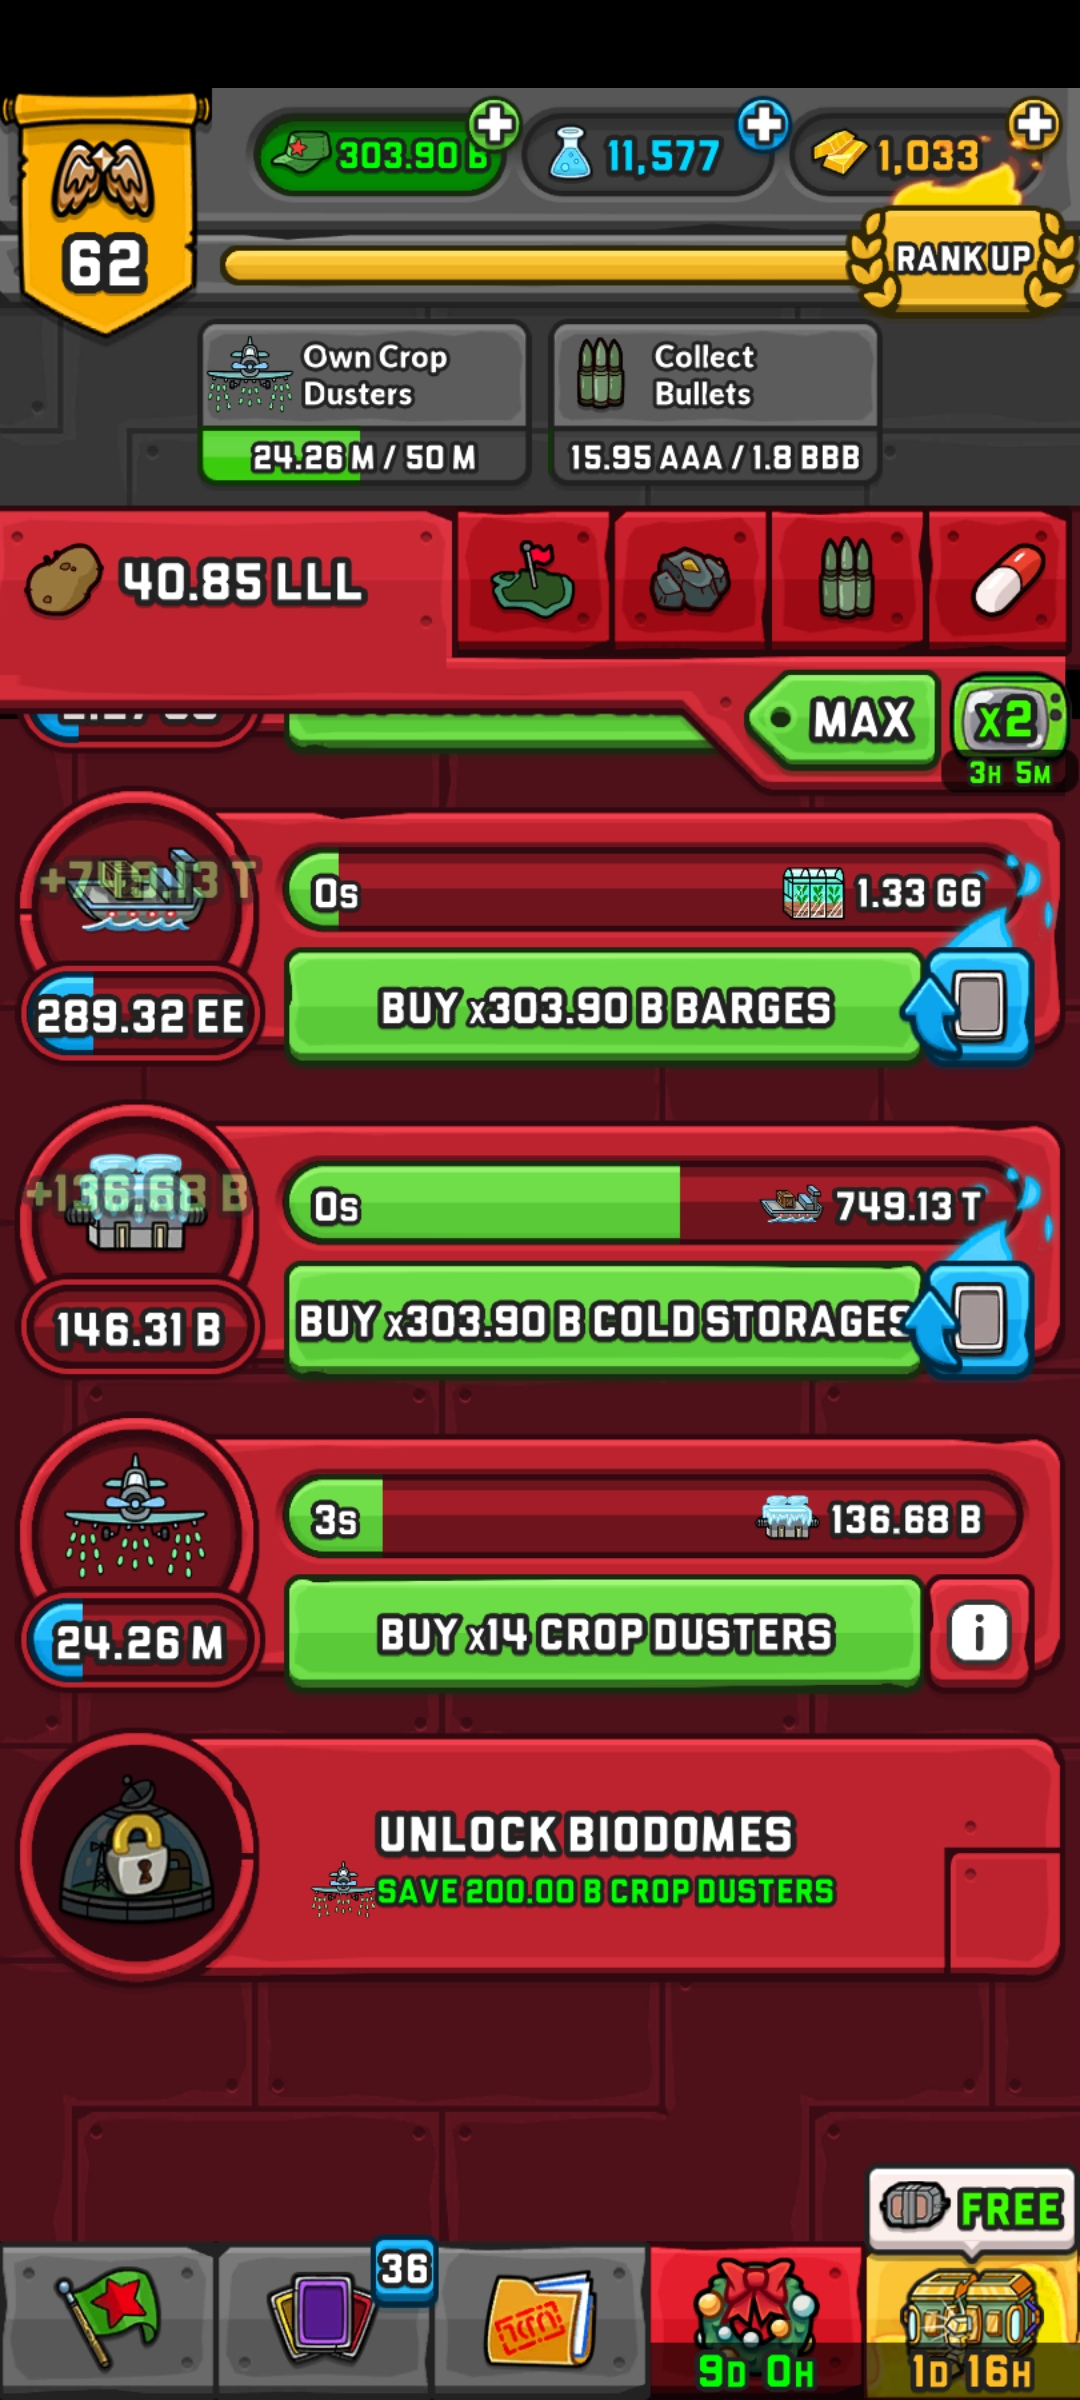 303.90 B
11,577
1,033
62
RANK UP
Own Crop
Dusters
24.26 M / 50 M
Collect
Bullets
15.95 AAA / 1.8 BBB
40.85 LLL
MAX
x2
3H 5M
+749.13 T
0s
1.33 GG
289.32 EE
BUY x303.90 B BARGES
+136.68 B
0s
749.13 T
146.31 B
BUY x303.90 B COLD STORAGES
3s
136.68 B
24.26 M
BUY x14 CROP DUSTERS
i
UNLOCK BIODOMES
SAVE 200.00 B CROP DUSTERS
FREE
36
9D 0H
1D 16H